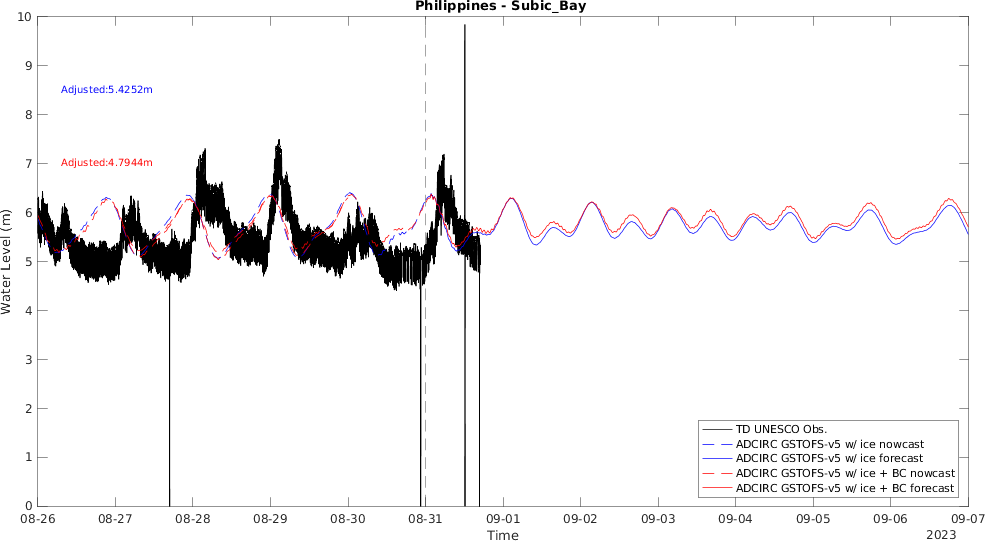 Philippines - Subic_Bay
10
9
8
7
6
5
4
3
2
1
0
Water Level (m)
Adjusted:5.4252m
Adjusted:4.7944m
TD UNESCO Obs.
ADCIRC GSTOFS-v5 w/ ice nowcast
ADCIRC GSTOFS-v5 w/ ice forecast
ADCIRC GSTOFS-v5 w/ ice + BC nowcast
ADCIRC GSTOFS-v5 w/ ice + BC forecast
08-26 08-27 08-28 08-29 08-30 08-31 09-01 09-02 09-03 09-04 09-05 09-06 09-07
Time
2023